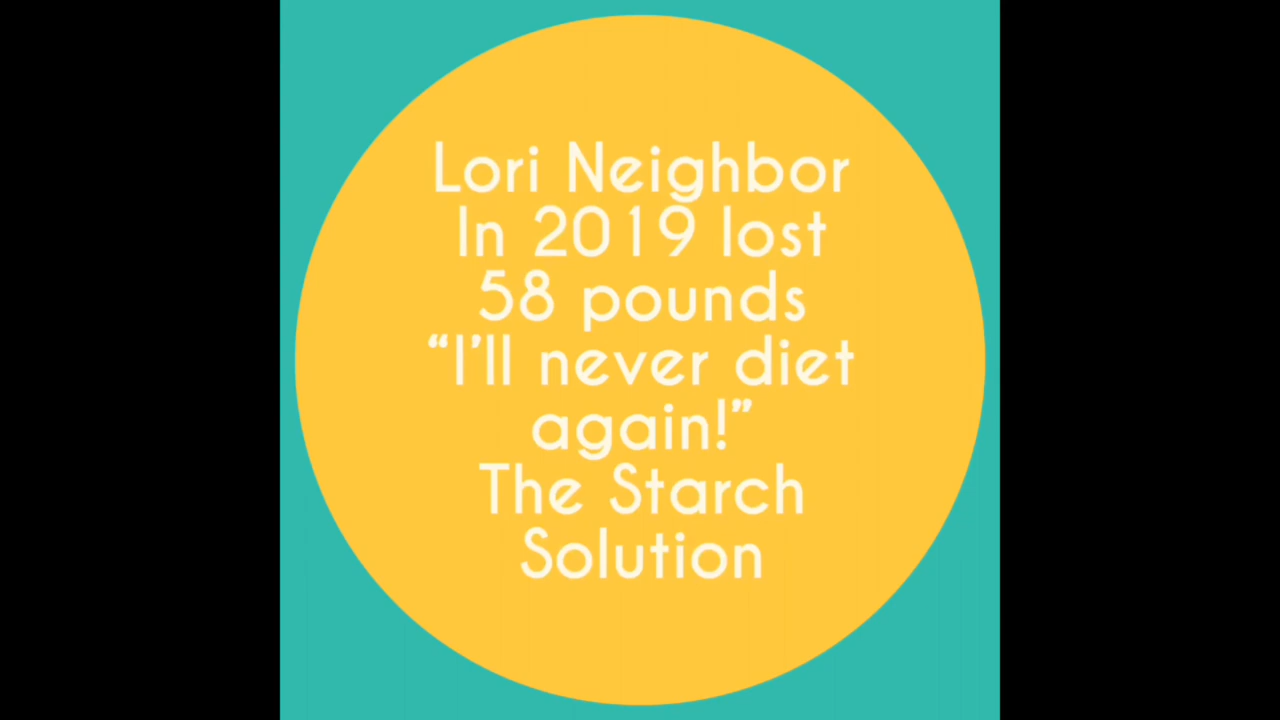 Lori Neighbor
In 2019 lost
58 pounds
“I’ll never diet
again!”
The Starch
Solution